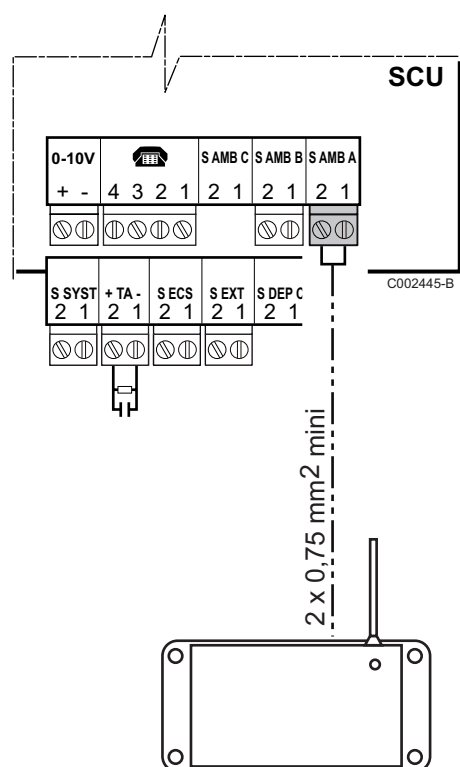 SCU
0-10V S AMB C S AMB B S AMB A
+ - 4 3 2 1 2 1 2 1 2 1
C002445-B
S SYST + TA - S ECS S EXT S DEP C
2 1 2 1 2 1 2 1 2 1
2 x 0,75 mm2 mini